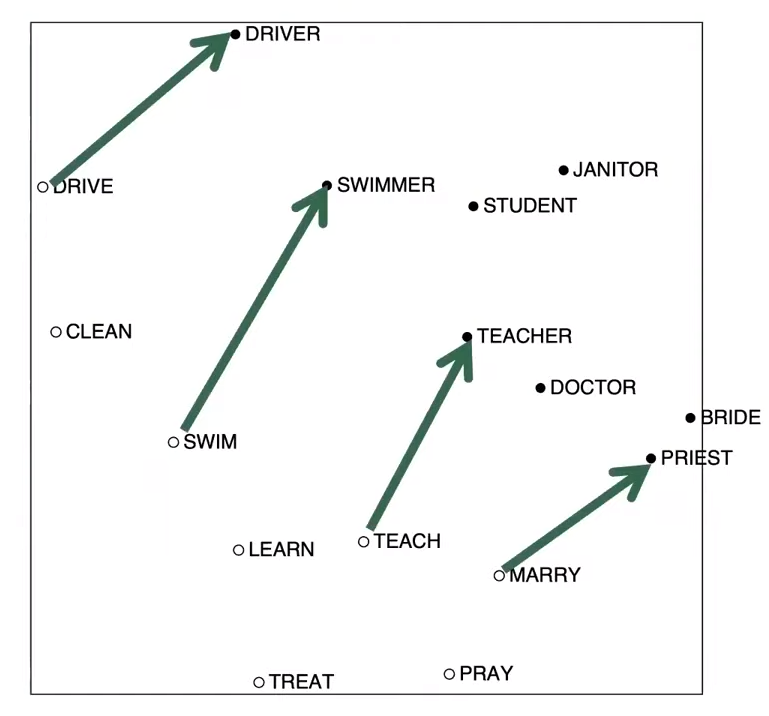 DRIVER
JANITOR
DRIVE
SWIMMER
STUDENT
CLEAN
TEACHER
DOCTOR
BRIDE
SWIM
PRIEST
TEACH
LEARN
MARRY
PRAY
TREAT